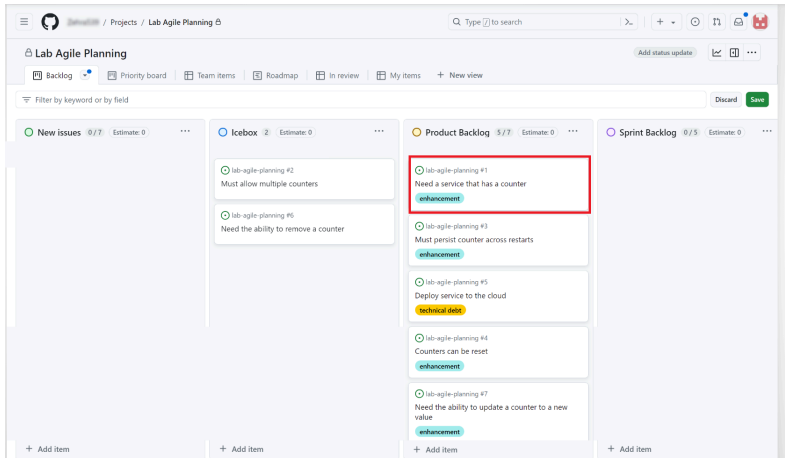 / Projects / Lab Agile Planning
Type / to search
Lab Agile Planning
Add status update
Backlog
Priority board
Team items
Roadmap
In review
My items
+ New view
Filter by keyword or by field
Discard
Save
New issues 0 / 7 Estimate: 0 ...
Icebox 2 Estimate: 0 ...
Product Backlog 5 / 7 Estimate: 0 ...
Sprint Backlog 0 / 5 Estimate: 0 ...
lab-agile-planning #2
Must allow multiple counters
lab-agile-planning #6
Need the ability to remove a counter
lab-agile-planning #1
Need a service that has a counter
enhancement
lab-agile-planning #3
Must persist counter across restarts
enhancement
lab-agile-planning #5
Deploy service to the cloud
technical debt
lab-agile-planning #4
Counters can be reset
enhancement
lab-agile-planning #7
Need the ability to update a counter to a new
value
enhancement
+ Add item
+ Add item
+ Add item
+ Add item